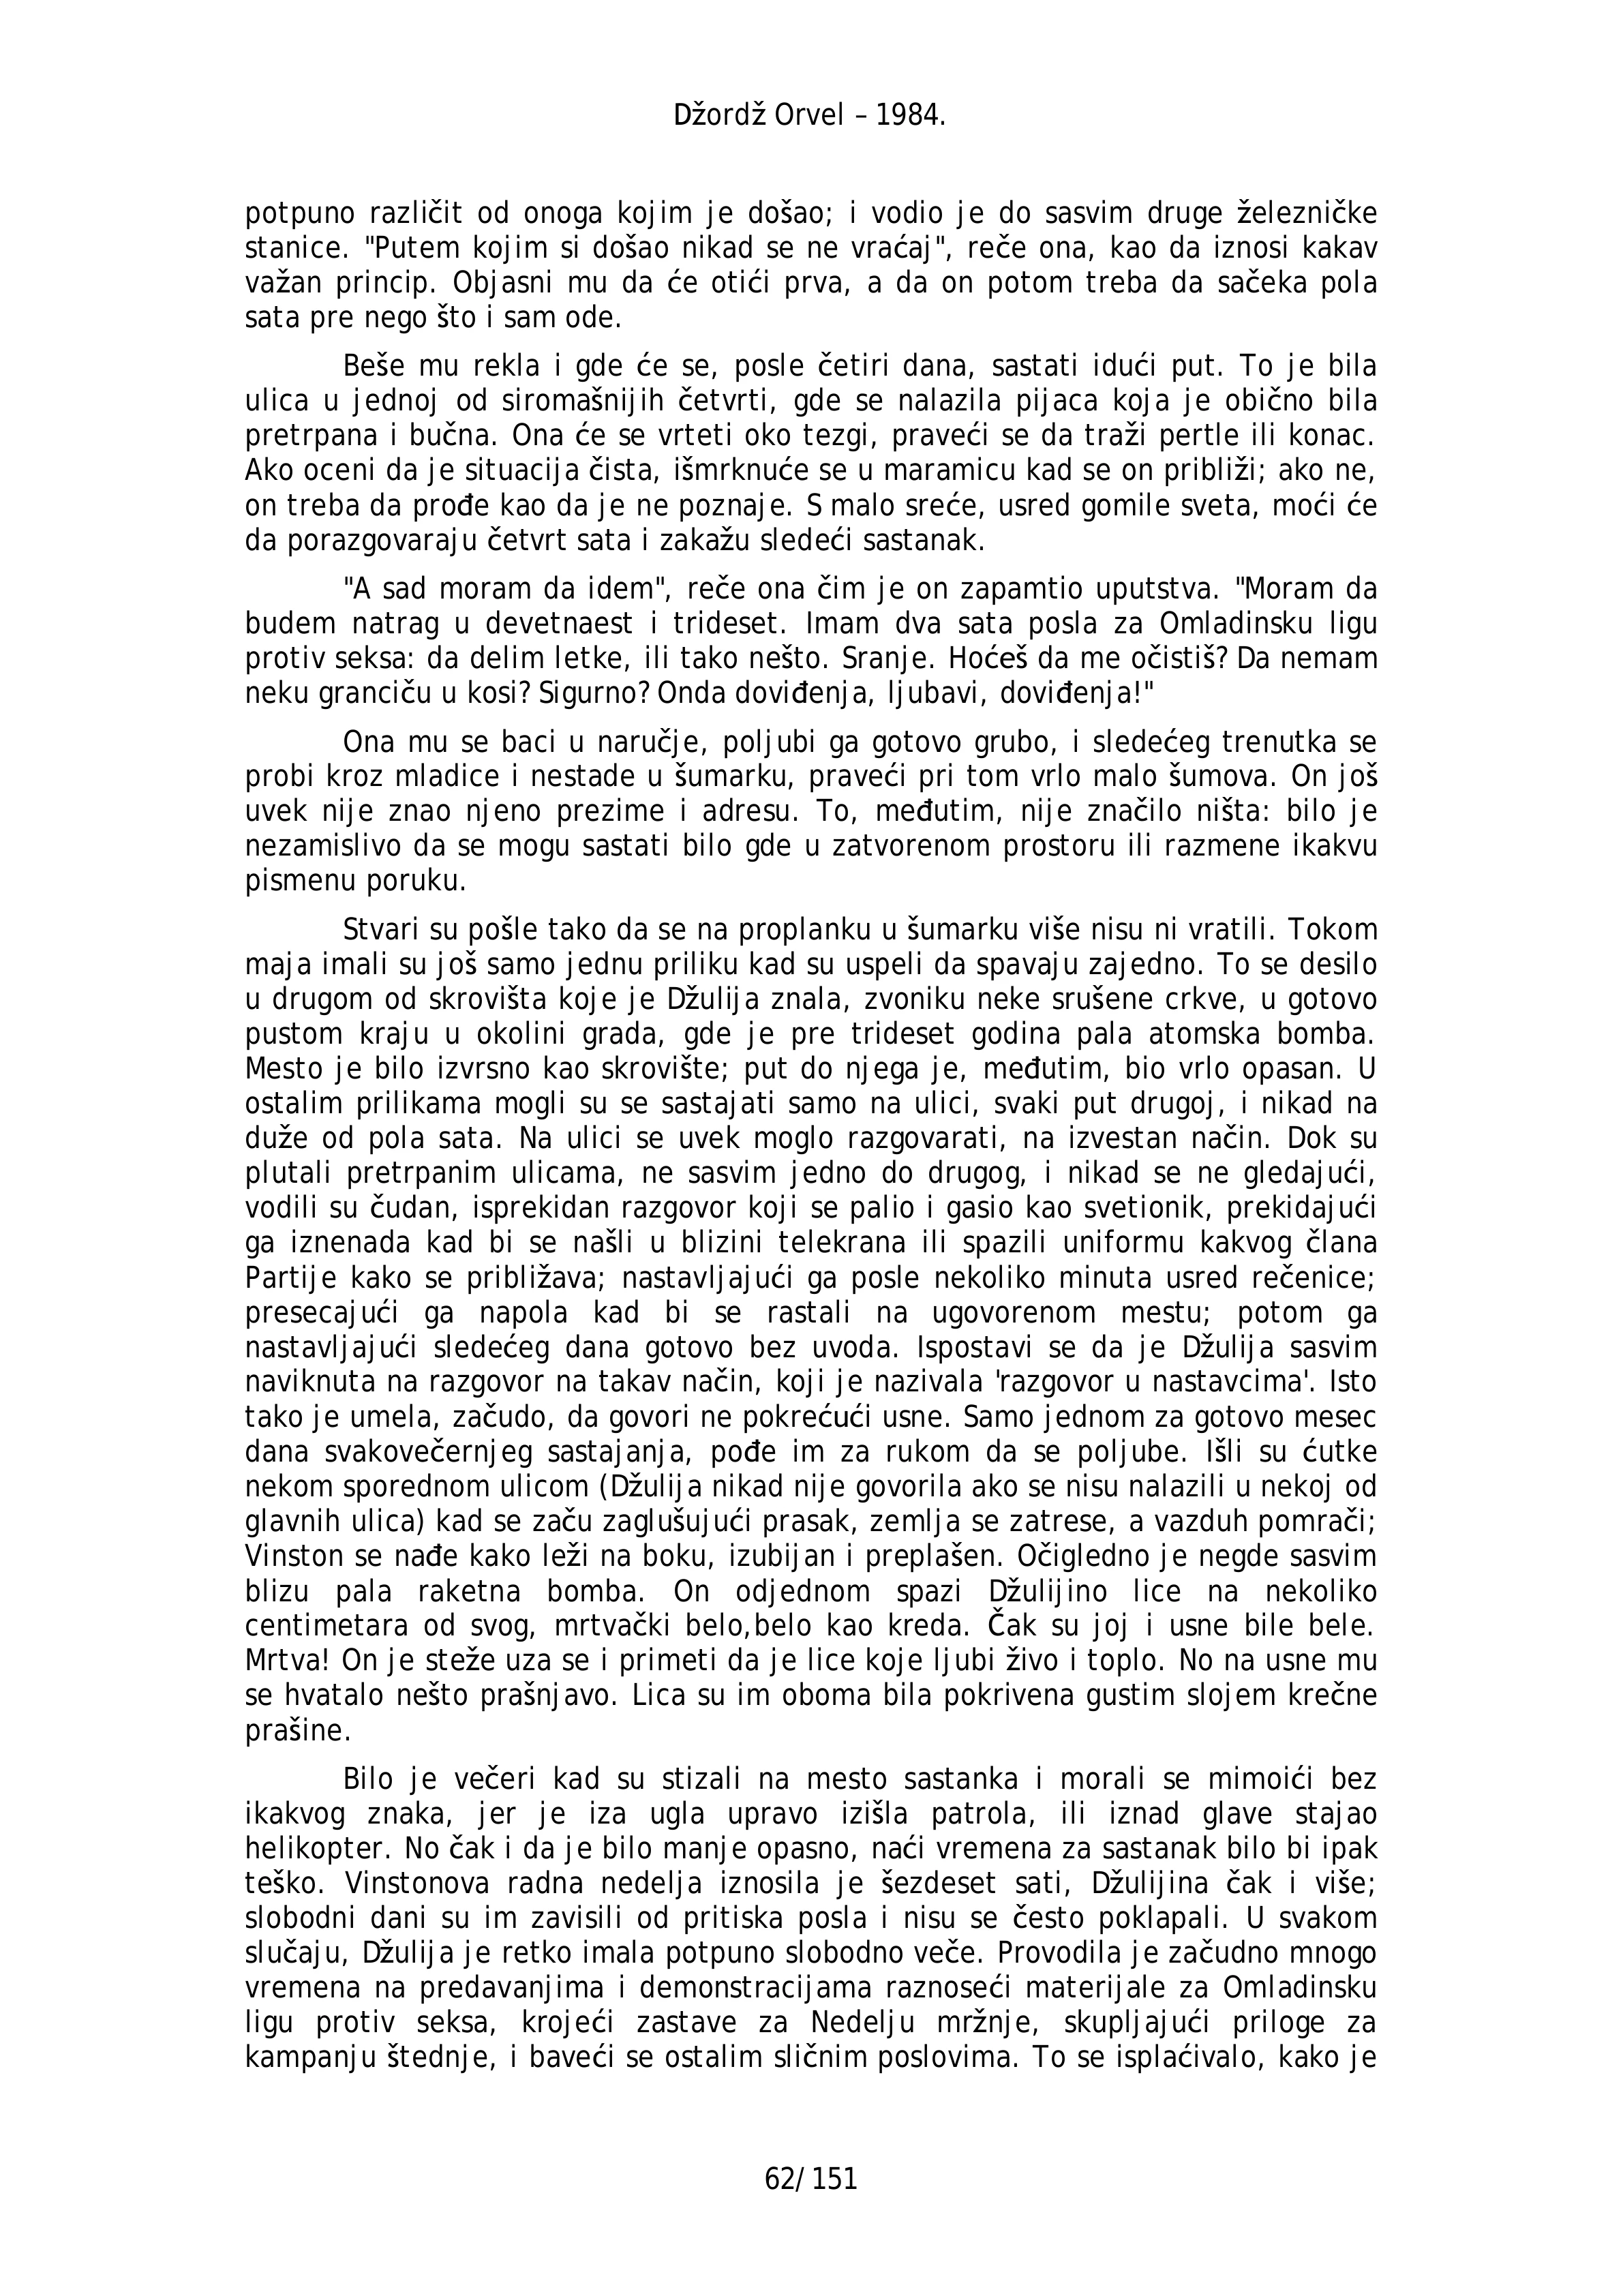 Džordž Orvel – 1984.
potpuno različit od onoga kojim je došao; i vodio je do sasvim druge železničke
stanice. "Putem kojim si došao nikad se ne vraćaj", reče ona, kao da iznosi kakav
važan princip. Objasni mu da će otići prva, a da on potom treba da sačeka pola
sata pre nego što i sam ode.
Beše mu rekla i gde će se, posle četiri dana, sastati idući put. To je bila
ulica u jednoj od siromašnijih četvrti, gde se nalazila pijaca koja je obično bila
pretrpana i bučna. Ona će se vrteti oko tezgi, praveći se da traži pertle ili konac.
Ako oceni da je situacija čista, išmrknuće se u maramicu kad se on približi; ako ne,
on treba da prođe kao da je ne poznaje. S malo sreće, usred gomile sveta, moći će
da porazgovaraju četvrt sata i zakažu sledeći sastanak.
"A sad moram da idem", reče ona čim je on zapamtio uputstva. "Moram da
budem natrag u devetnaest i trideset. Imam dva sata posla za Omladinsku ligu
protiv seksa: da delim letke, ili tako nešto. Sranje. Hoćeš da me očistiš? Da nemam
neku grančiču u kosi? Sigurno? Onda doviđenja, ljubavi, doviđenja!"
Ona mu se baci u naručje, poljubi ga gotovo grubo, i sledećeg trenutka se
probi kroz mladice i nestade u šumarku, praveći pri tom vrlo malo šumova. On još
uvek nije znao njeno prezime i adresu. To, međutim, nije značilo ništa: bilo je
nezamislivo da se mogu sastati bilo gde u zatvorenom prostoru ili razmene ikakvu
pismenu poruku.
Stvari su pošle tako da se na proplanku u šumarku više nisu ni vratili. Tokom
maja imali su još samo jednu priliku kad su uspeli da spavaju zajedno. To se desilo
u drugom od skrovišta koje je Džulija znala, zvoniku neke srušene crkve, u gotovo
pustom kraju u okolini grada, gde je pre trideset godina pala atomska bomba.
Mesto je bilo izvrsno kao skrovište; put do njega je, međutim, bio vrlo opasan. U
ostalim prilikama mogli su se sastajati samo na ulici, svaki put drugoj, i nikad na
duže od pola sata. Na ulici se uvek moglo razgovarati, na izvestan način. Dok su
plutali pretrpanim ulicama, ne sasvim jedno do drugog, i nikad se ne gledajući,
vodili su čudan, isprekidan razgovor koji se palio i gasio kao svetionik, prekidajući
ga iznenada kad bi se našli u blizini telekrana ili spazili uniformu kakvog člana
Partije kako se približava; nastavljajući ga posle nekoliko minuta usred rečenice;
presecajući ga napola kad bi se rastali na ugovorenom mestu; potom ga
nastavljajući sledećeg dana gotovo bez uvoda. Ispostavi se da je Džulija sasvim
naviknuta na razgovor na takav način, koji je nazivala 'razgovor u nastavcima'. Isto
tako je umela, začudo, da govori ne pokrećući usne. Samo jednom za gotovo mesec
dana svakovečernjeg sastajanja, pođe im za rukom da se poljube. Išli su ćutke
nekom sporednom ulicom (Džulija nikad nije govorila ako se nisu nalazili u nekoj od
glavnih ulica) kad se začu zaglušujući prasak, zemlja se zatrese, a vazduh pomrači;
Vinston se nađe kako leži na boku, izubijan i preplašen. Očigledno je negde sasvim
blizu pala raketna bomba. On odjednom spazi Džulijino lice na nekoliko
centimetara od svog, mrtvački belo,belo kao kreda. Čak su joj i usne bile bele.
Mrtva! On je steže uza se i primeti da je lice koje ljubi živo i toplo. No na usne mu
se hvatalo nešto prašnjavo. Lica su im oboma bila pokrivena gustim slojem krečne
prašine.
Bilo je večeri kad su stizali na mesto sastanka i morali se mimoići bez
ikakvog znaka, jer je iza ugla upravo izišla patrola, ili iznad glave stajao
helikopter. No čak i da je bilo manje opasno, naći vremena za sastanak bilo bi ipak
teško. Vinstonova radna nedelja iznosila je šezdeset sati, Džulijina čak i više;
slobodni dani su im zavisili od pritiska posla i nisu se često poklapali. U svakom
slučaju, Džulija je retko imala potpuno slobodno veče. Provodila je začudno mnogo
vremena na predavanjima i demonstracijama raznoseći materijale za Omladinsku
ligu protiv seksa, krojeći zastave za Nedelju mržnje, skupljajući priloge za
kampanju štednje, i baveći se ostalim sličnim poslovima. To se isplaćivalo, kako je
62/ 151